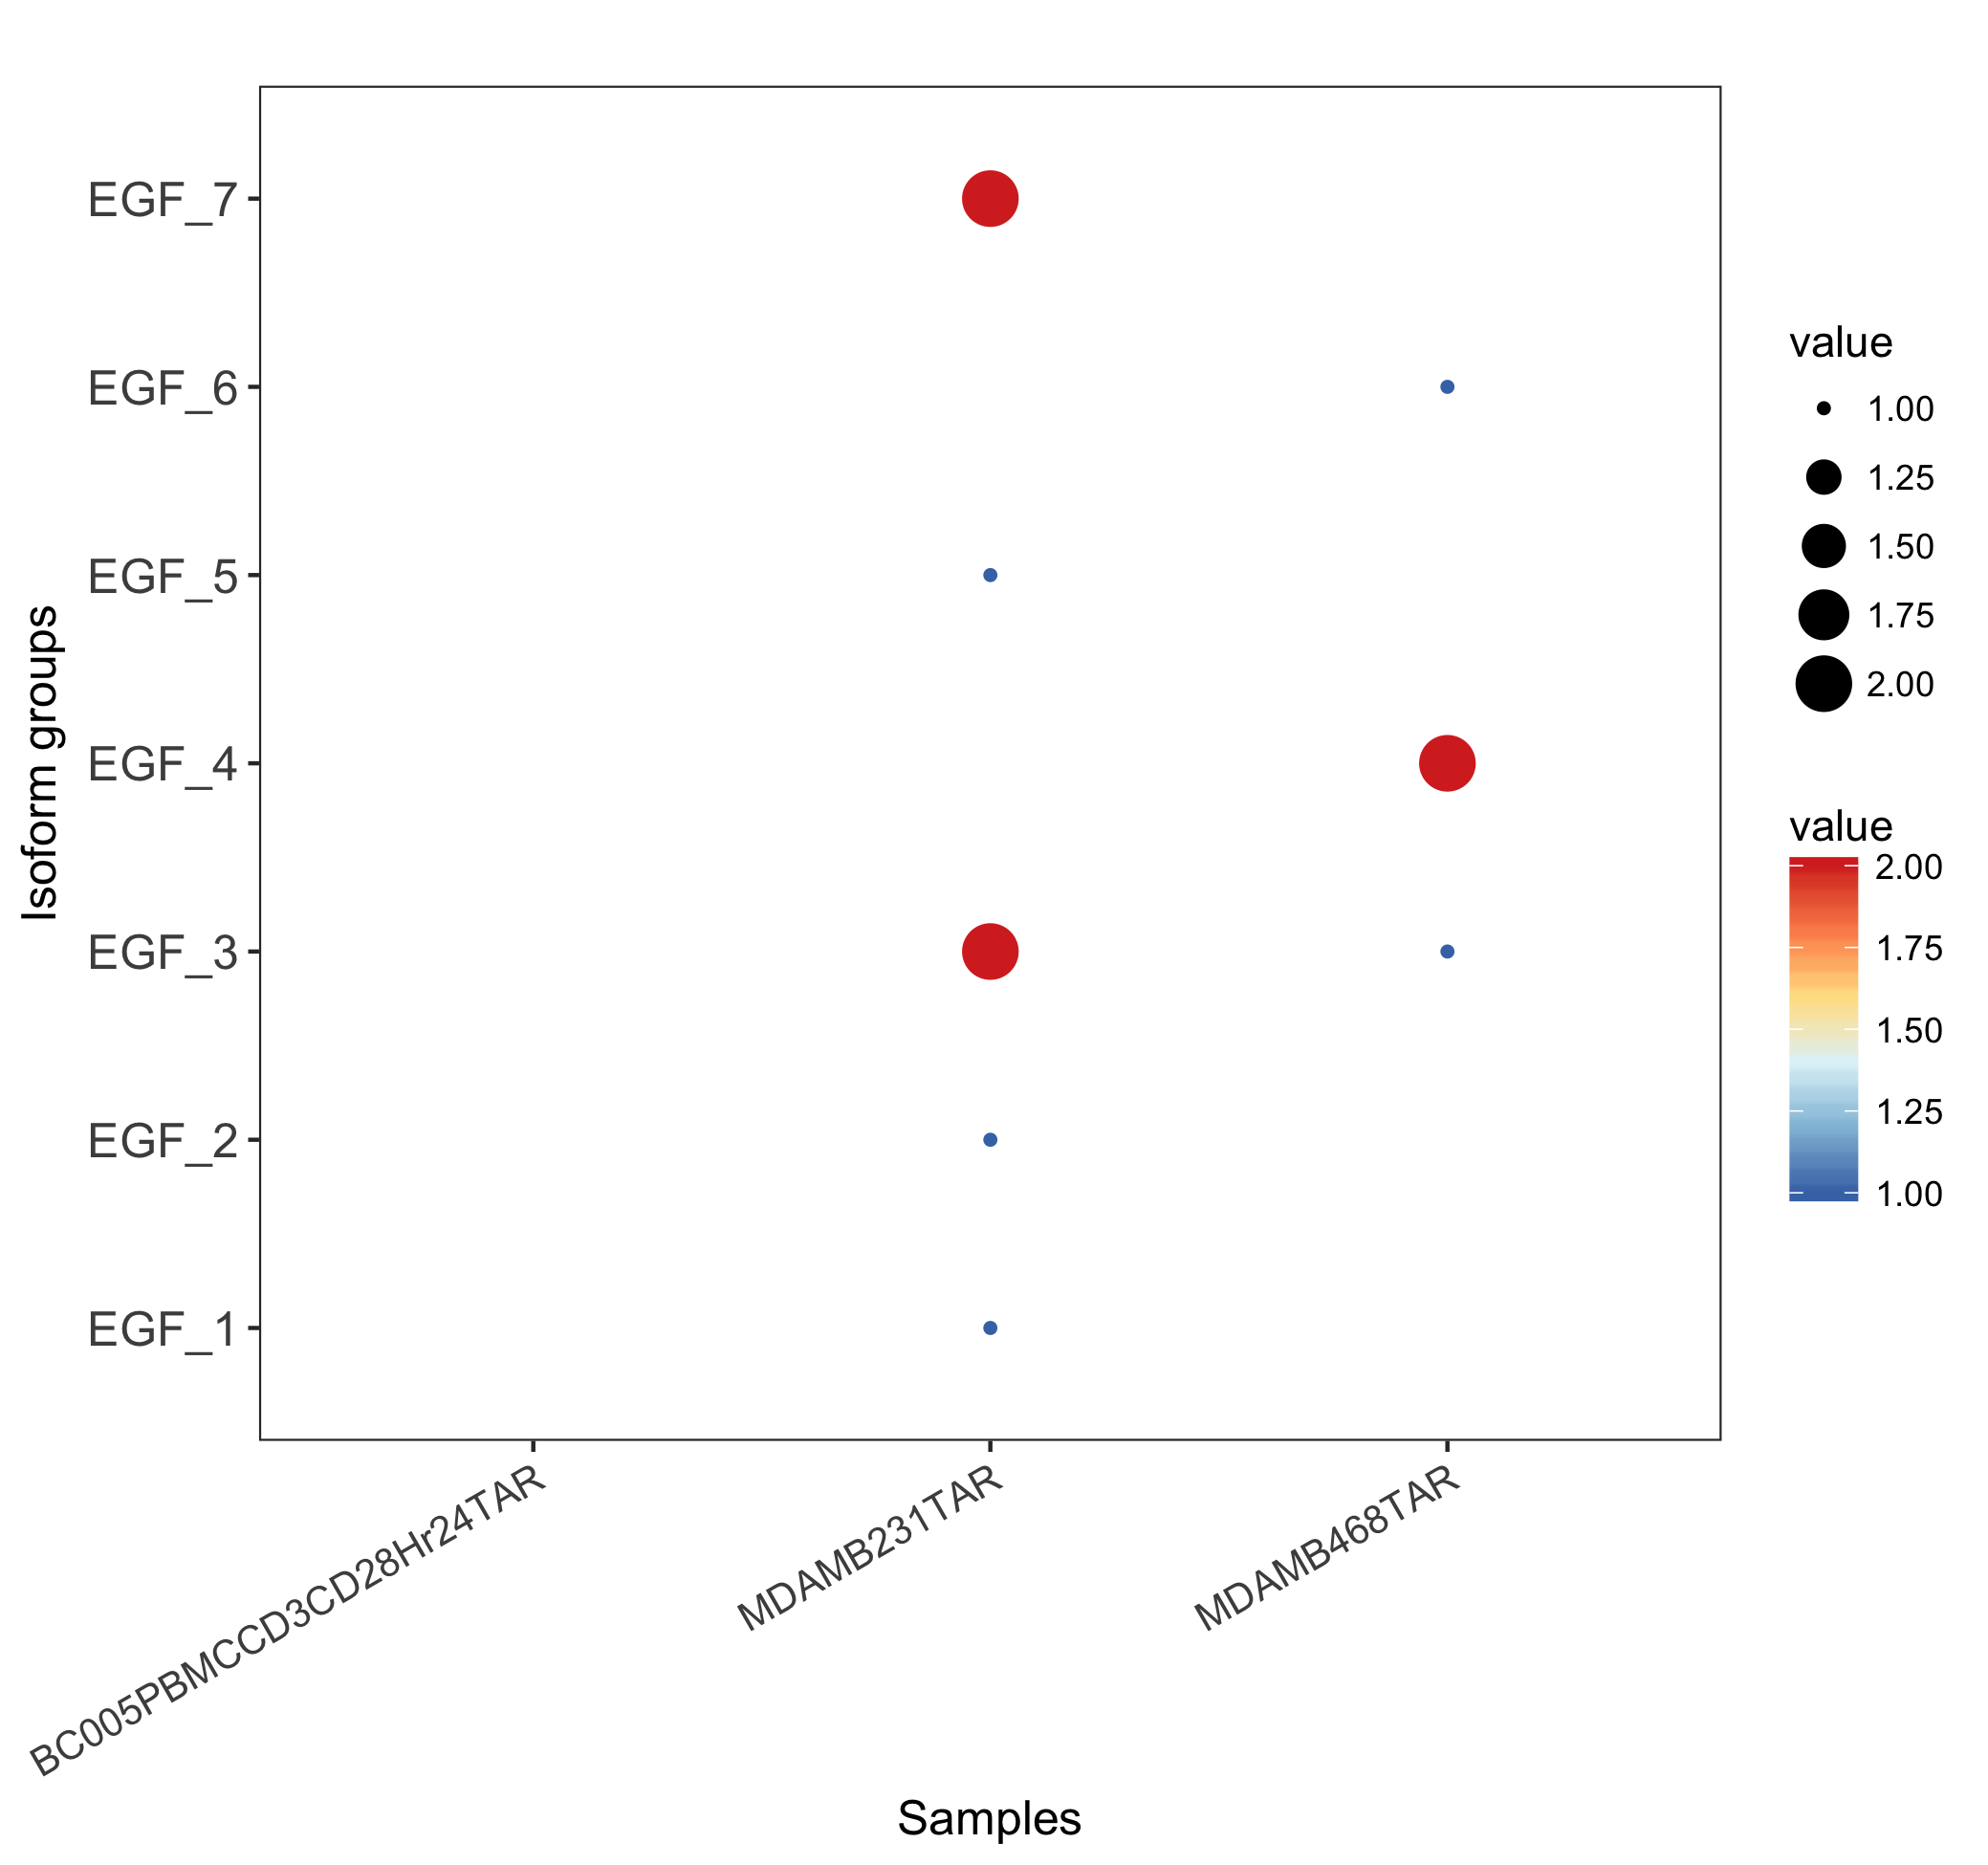 EGF_7
EGF_6
EGF_5
EGF_4
EGF_3
EGF_2
EGF_1
Isoform groups
BC005PBMCCD3CD28Hr24TAR
MDAMB231TAR
MDAMB468TAR
Samples
value
1.00
1.25
1.50
1.75
2.00
value
2.00
1.75
1.50
1.25
1.00